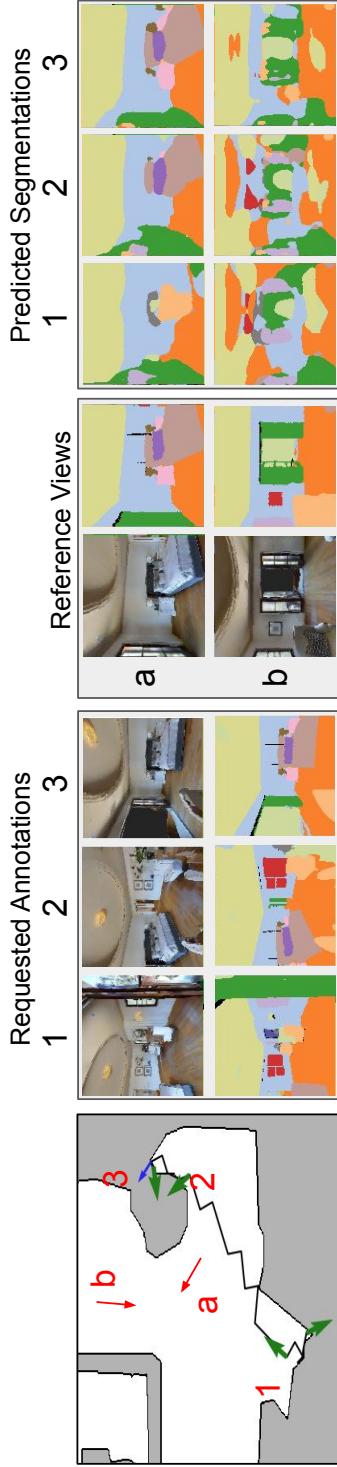 3
2
b
a
1
Requested Annotations
1 2 3
Reference Views
a
b
Predicted Segmentations
1 2 3